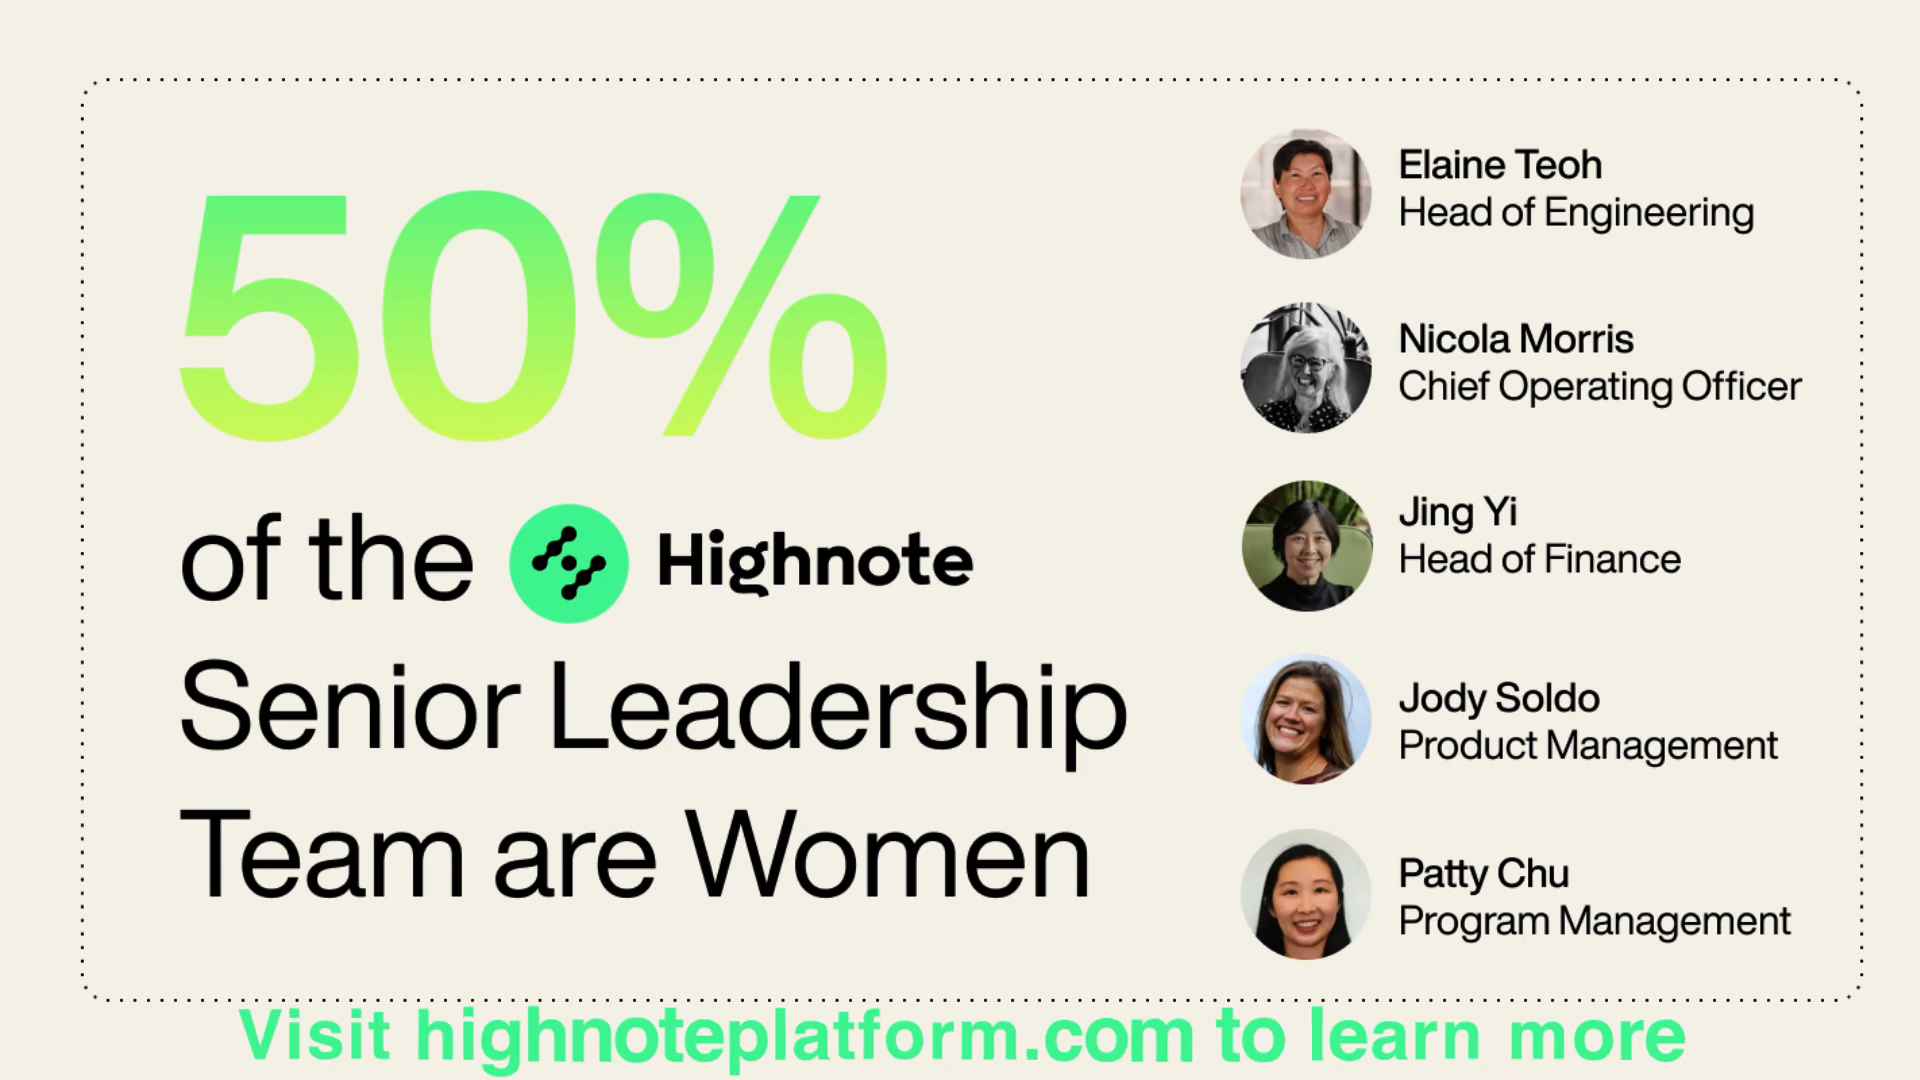 50%
of the Highnote
Senior Leadership
Team are Women
Elaine Teoh
Head of Engineering
Nicola Morris
Chief Operating Officer
Jing Yi
Head of Finance
Jody Soldo
Product Management
Patty Chu
Program Management
Visit highnoteplatform.com to learn more